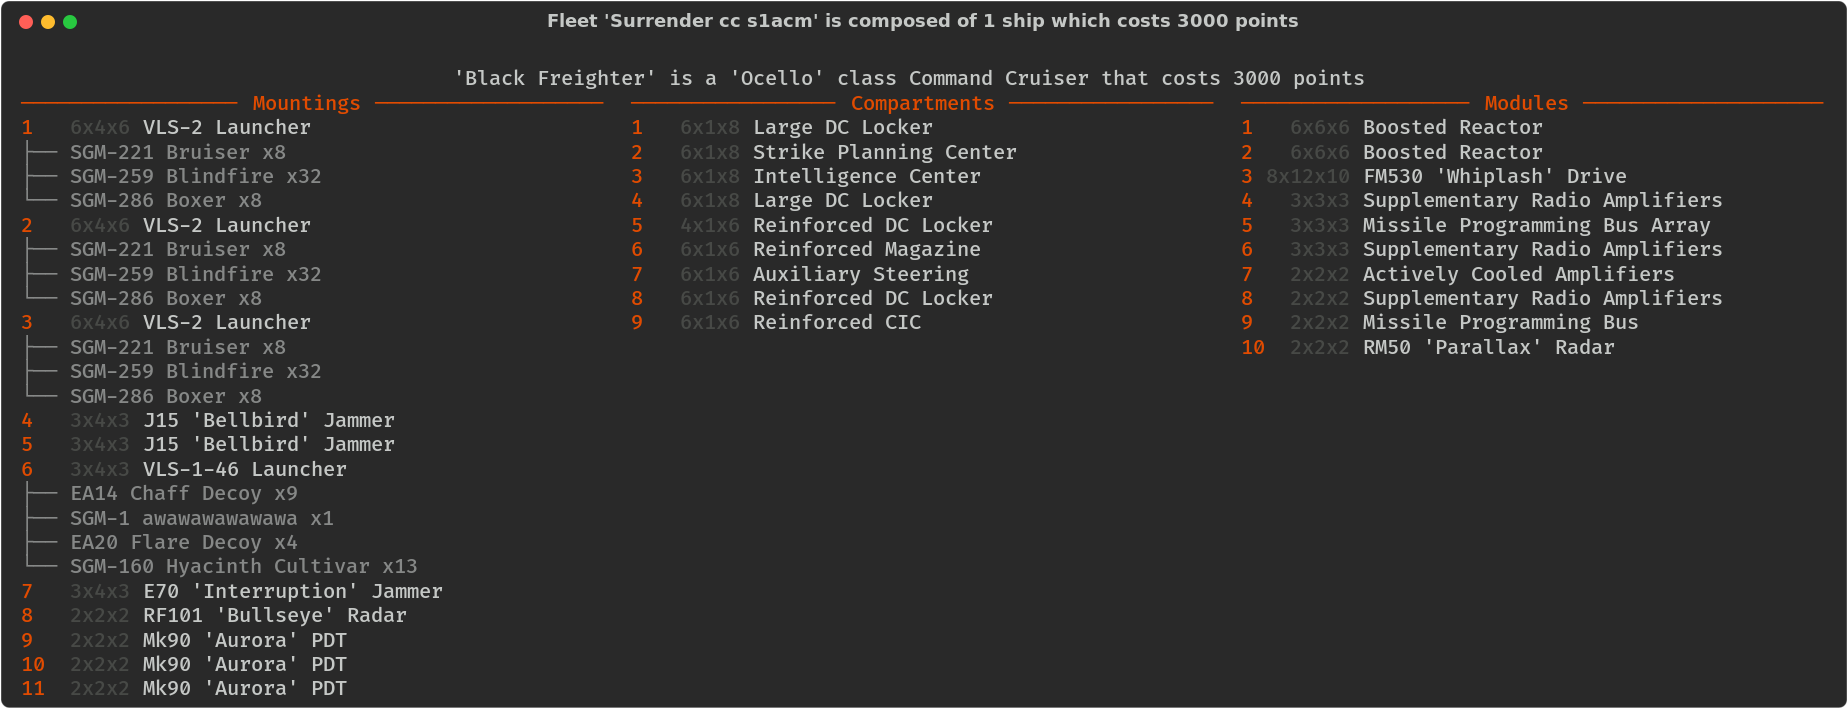 Fleet 'Surrender cc s1acm' is composed of 1 ship which costs 3000 points
'Black Freighter' is a 'Ocello' class Command Cruiser that costs 3000 points
Mountings
1 6x4x6 VLS-2 Launcher
SGM-221 Bruiser x8
SGM-259 Blindfire x32
SGM-286 Boxer x8
2 6x4x6 VLS-2 Launcher
SGM-221 Bruiser x8
SGM-259 Blindfire x32
SGM-286 Boxer x8
3 6x4x6 VLS-2 Launcher
SGM-221 Bruiser x8
SGM-259 Blindfire x32
SGM-286 Boxer x8
4 3x4x3 J15 'Bellbird' Jammer
5 3x4x3 J15 'Bellbird' Jammer
6 3x4x3 VLS-1-46 Launcher
EA14 Chaff Decoy x9
SGM-1 awawawawawawa x1
EA20 Flare Decoy x4
SGM-160 Hyacinth Cultivar x13
7 3x4x3 E70 'Interruption' Jammer
8 2x2x2 RF101 'Bullseye' Radar
9 2x2x2 Mk90 'Aurora' PDT
10 2x2x2 Mk90 'Aurora' PDT
11 2x2x2 Mk90 'Aurora' PDT
Compartments
1 6x1x8 Large DC Locker
2 6x1x8 Strike Planning Center
3 6x1x8 Intelligence Center
4 6x1x8 Large DC Locker
5 4x1x6 Reinforced DC Locker
6 6x1x6 Reinforced Magazine
7 6x1x6 Auxiliary Steering
8 6x1x6 Reinforced DC Locker
9 6x1x6 Reinforced CIC
Modules
1 6x6x6 Boosted Reactor
2 6x6x6 Boosted Reactor
3 8x12x10 FM530 'Whiplash' Drive
4 3x3x3 Supplementary Radio Amplifiers
5 3x3x3 Missile Programming Bus Array
6 3x3x3 Supplementary Radio Amplifiers
7 2x2x2 Actively Cooled Amplifiers
8 2x2x2 Supplementary Radio Amplifiers
9 2x2x2 Missile Programming Bus
10 2x2x2 RM50 'Parallax' Radar